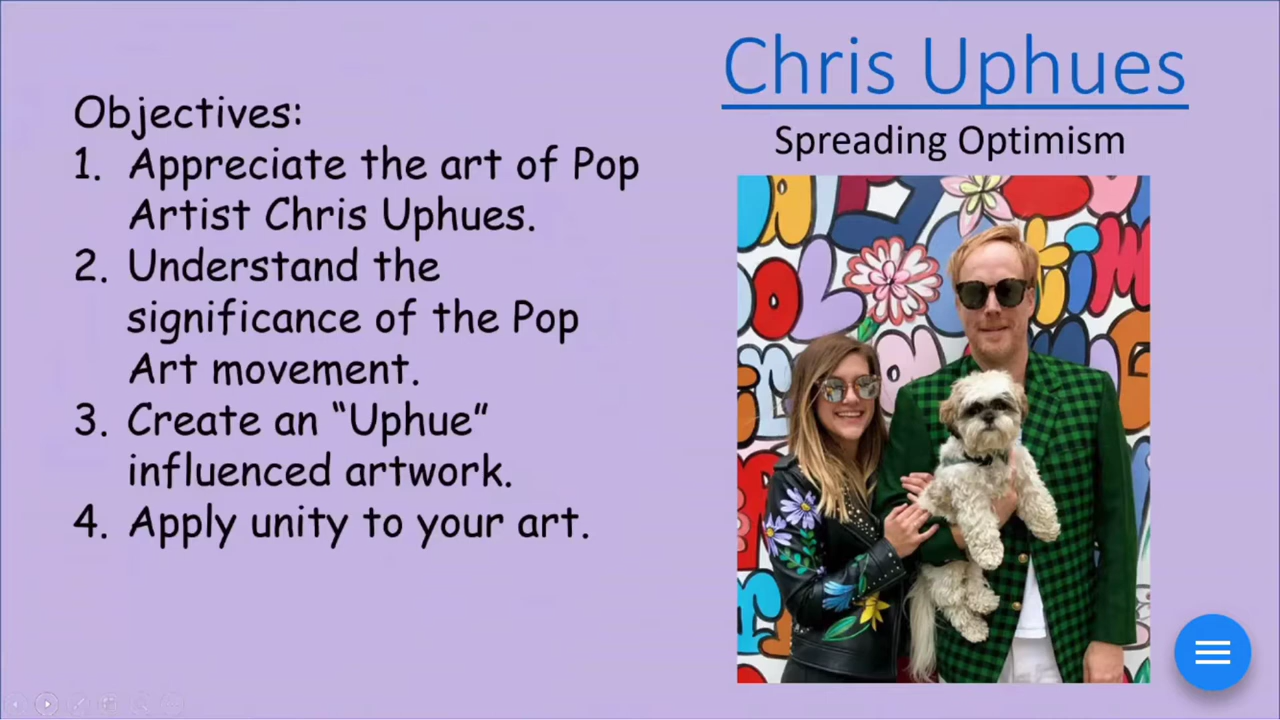 Chris Uphues
Spreading Optimism
Objectives:
1. Appreciate the art of Pop
Artist Chris Uphues.
2. Understand the
significance of the Pop
Art movement.
3. Create an “Uphue”
influenced artwork.
4. Apply unity to your art.